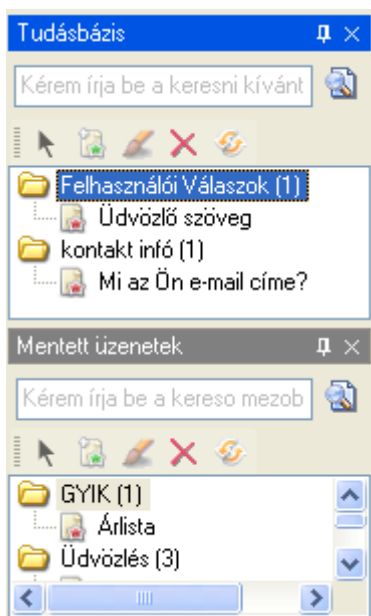 Tudásbázis
Kérem írja be a keresni kívánt
Felhasználói Válaszok (1)
Üdvözlő szöveg
kontakt infó (1)
Mi az Ön e-mail címe?
Mentett üzenetek
Kérem írja be a kereso mezob
GYIK (1)
Árlista
Üdvözlés (3)